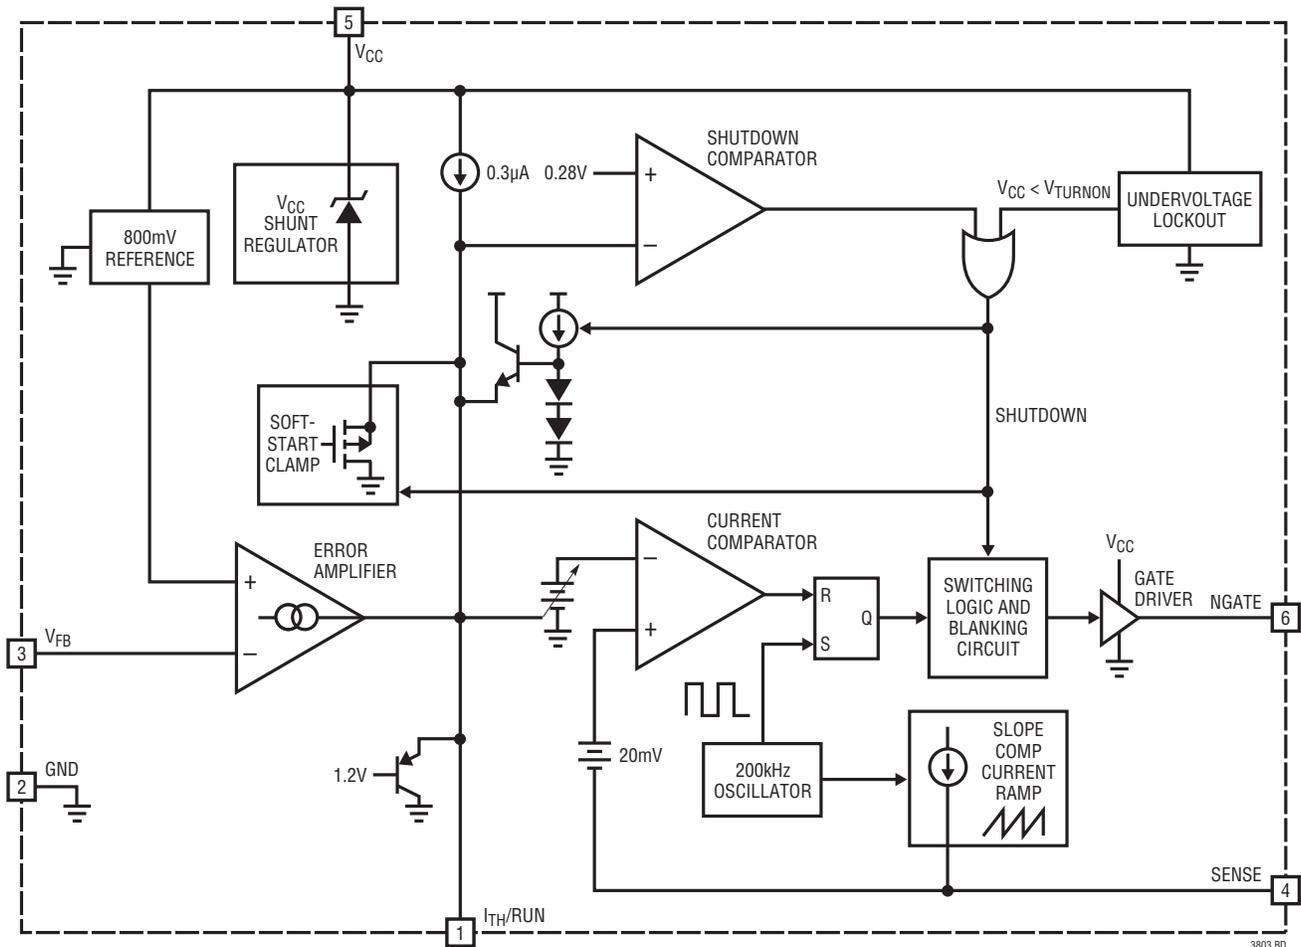 5
VCC
SHUTDOWN
COMPARATOR
0.3µA
0.28V
+
−
VCC < VTURNON
UNDERVOLTAGE
LOCKOUT
VCC
SHUNT
REGULATOR
800mV
REFERENCE
SOFT-
START
CLAMP
SHUTDOWN
ERROR
AMPLIFIER
+
−
CURRENT
COMPARATOR
−
+
R
S
Q
SWITCHING
LOGIC AND
BLANKING
CIRCUIT
VCC
GATE
DRIVER
NGATE
6
3
VFB
20mV
200kHz
OSCILLATOR
SLOPE
COMP
CURRENT
RAMP
1.2V
2
GND
SENSE
4
1
ITH/RUN
3803 BD